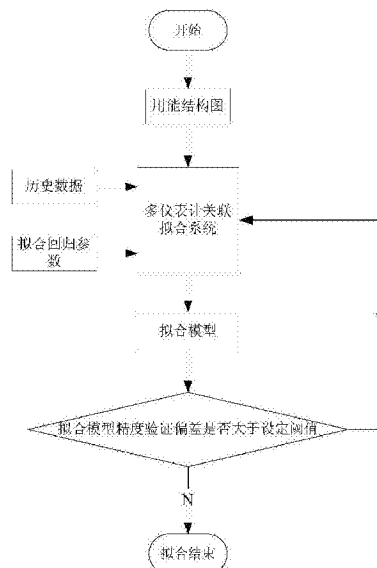 开始
用能结构图
历史数据
多仪表计关联
拟合系统
拟合回归参
数
拟合模型
拟合模型精度验证偏差是否大于设定阈值
N
拟合结束